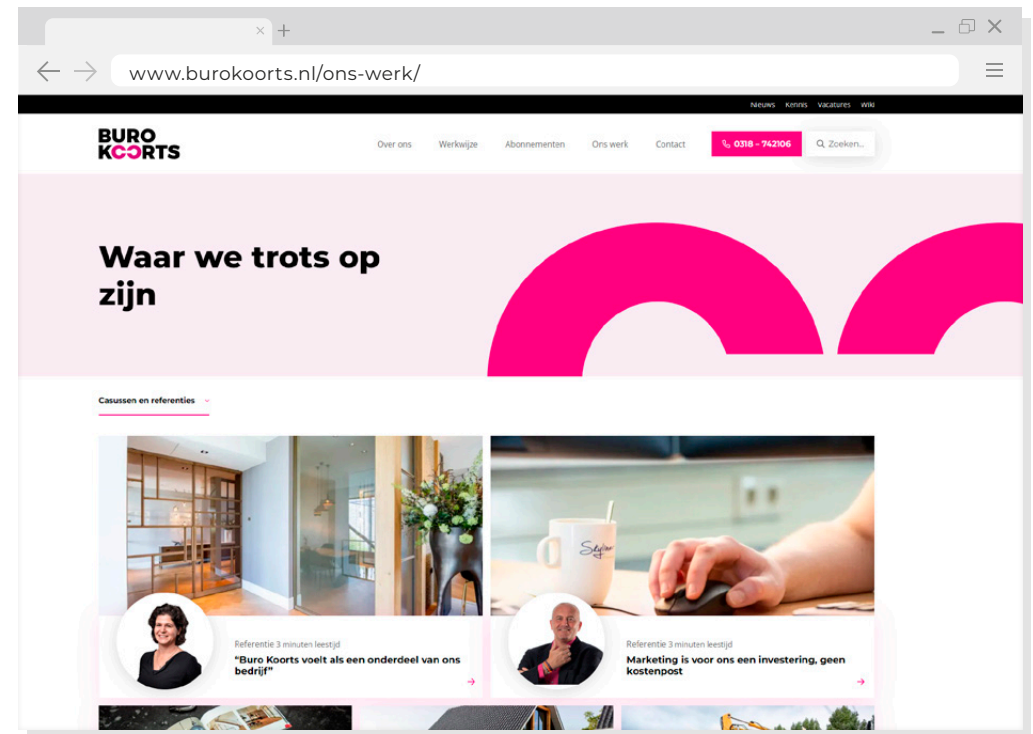 www.burokoorts.nl/ons-werk/
Nieuws Kennis Vacatures Wiki
BURO
KOORTS
Over ons Werkwijze Abonnementen Ons werk Contact 0318 – 742106 Zoeken...
Waar we trots op
zijn
Casussen en referenties
Referentie 3 minuten leestijd
“Buro Koorts voelt als een onderdeel van ons
bedrijf”
Referentie 3 minuten leestijd
Marketing is voor ons een investering, geen
kostenpost